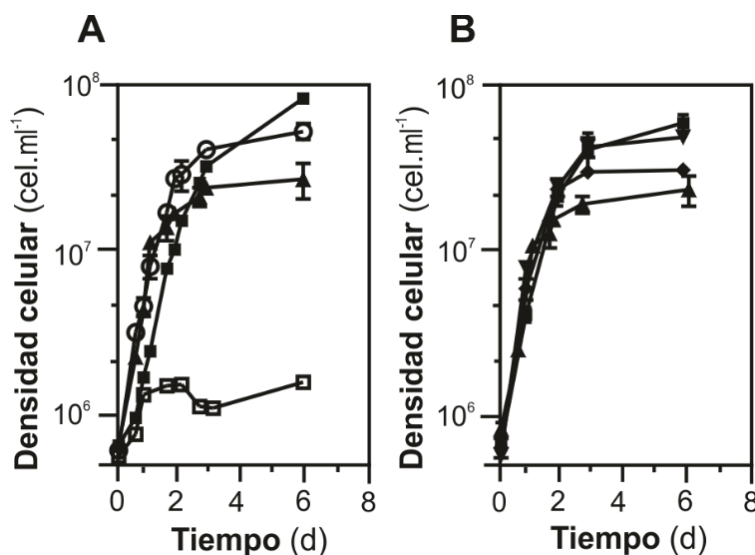 A
B
Densidad celular (cel.ml⁻¹)
10⁸
10⁷
10⁶
0 2 4 6 8
Tiempo (d)
Densidad celular (cel.ml⁻¹)
10⁸
10⁷
10⁶
0 2 4 6 8
Tiempo (d)